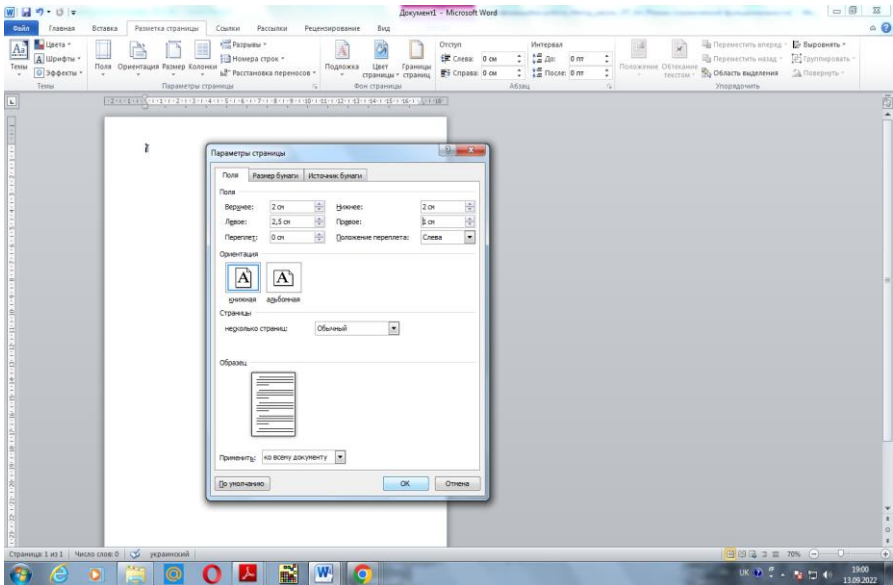 Документ1 - Microsoft Word
Файл Главная Вставка Разметка страницы Ссылки Рассылки Рецензирование Вид
Цвета
Шрифты
Эффекты
Темы
Поля Ориентация Размер Колонки
Разрывы
Номера строк
Расстановка переносов
Подложка Цвет страницы Границы страниц
Отступ
Слева: 0 см
Справа: 0 см
Интервал
До: 0 пт
После: 0 пт
Положение Обтекание текстом
Переместить вперед
Переместить назад
Область выделения
Выровнять
Группировать
Повернуть
Темы Параметры страницы Фон страницы Абзац Упорядочить
Параметры страницы
Поля Размер бумаги Источник бумаги
Поля
Верхнее: 2 см Нижнее: 2 см
Левое: 2,5 см Правое: 1 см
Переплет: 0 см Положение переплета: Слева
Ориентация
книжная альбомная
Страницы
несколько страниц: Обычный
Образец
Применить: ко всему документу
По умолчанию ОК Отмена
Страница: 1 из 1 Число слов: 0 украинский 70%
UK 19:00
13.09.2022